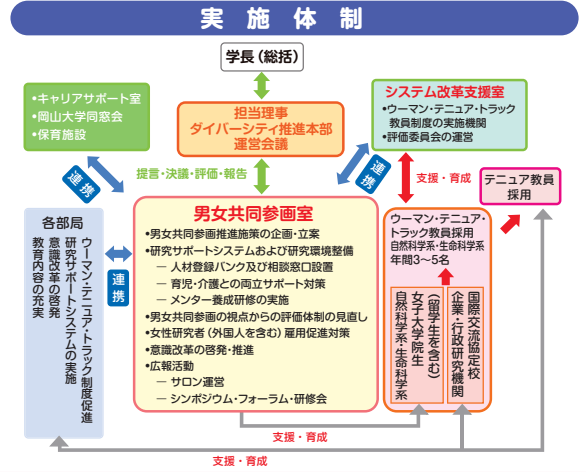 実施体制
学長（総括）
•キャリアサポート室
•岡山大学同窓会
•保育施設
担当理事
ダイバーシティ推進本部
運営会議
システム改革支援室
•ウーマン・テニュア・トラック
教員制度の実施機関
•評価委員会の運営
連携
提言・決議・評価・報告
連携
支援・育成
テニュア教員
採用
各部局
ウーマン・テニュア・トラック制度促進
研究サポートシステムの実施
意識改革の啓発
教育内容の充実
連携
男女共同参画室
•男女共同参画推進施策の企画・立案
•研究サポートシステムおよび研究環境整備
― 人材登録バンク及び相談窓口設置
― 育児・介護との両立サポート対策
― メンター養成研修の実施
•男女共同参画の視点からの評価体制の見直し
•女性研究者（外国人を含む）雇用促進対策
•意識改革の啓発・推進
•広報活動
― サロン運営
― シンポジウム・フォーラム・研修会
ウーマン・テニュア・
トラック教員採用
自然科学系・生命科学系
年間3〜5名
国際交流協定校
企業・行政研究機関
（留学生を含む）
女子大学院生
自然科学系・生命科学系
支援・育成
支援・育成